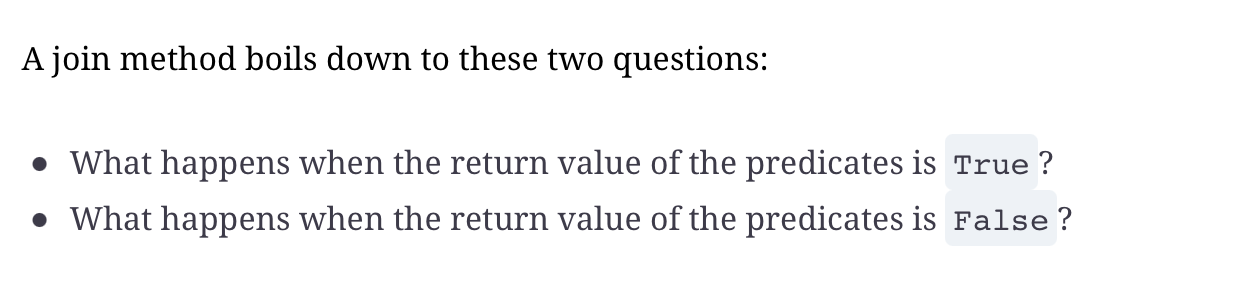 A join method boils down to these two questions:
● What happens when the return value of the predicates is True?
● What happens when the return value of the predicates is False?